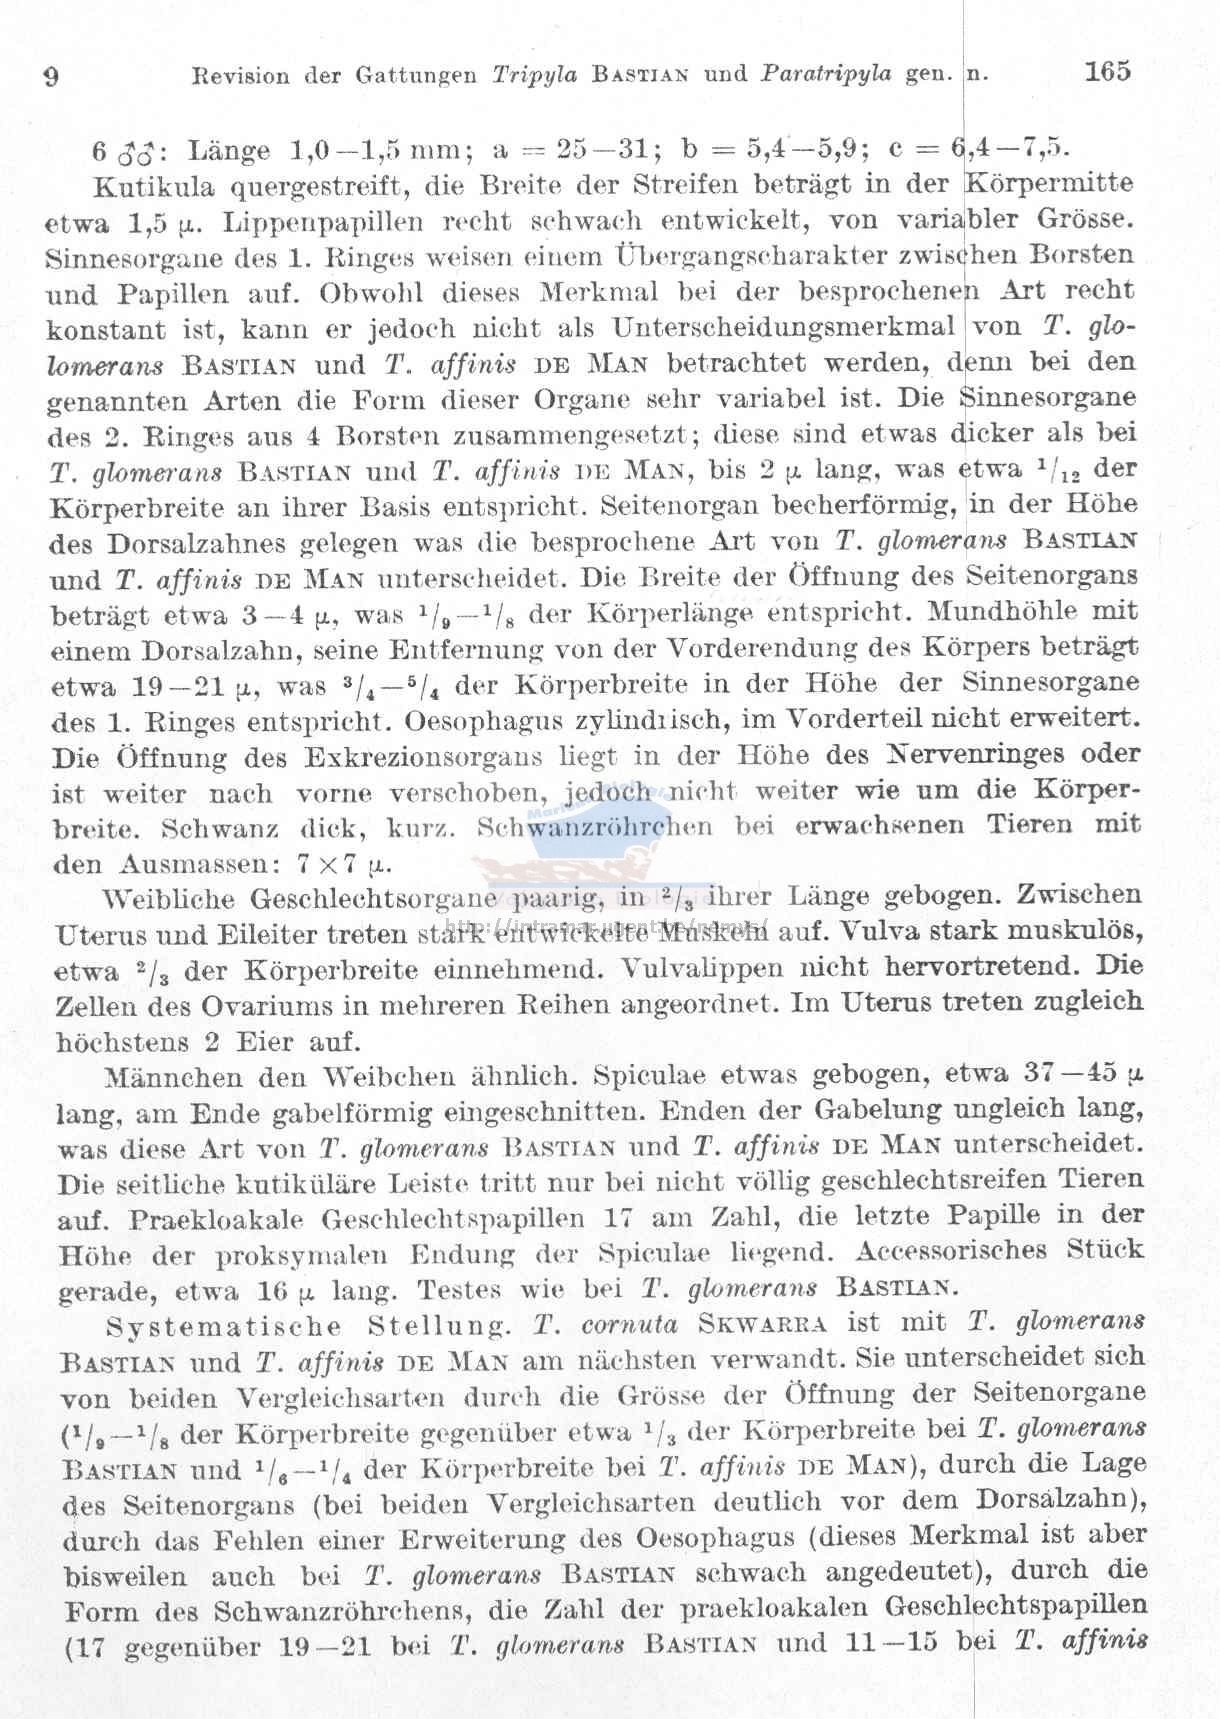 9 Revision der Gattungen Tripyla BASTIAN und Paratripyla gen. n. 165
6 ♂♂: Länge 1,0—1,5 mm; a = 25—31; b = 5,4—5,9; c = 6,4—7,5.
Kutikula quergestreift, die Breite der Streifen beträgt in der Körpermitte
etwa 1,5 µ. Lippenpapillen recht schwach entwickelt, von variabler Grösse.
Sinnesorgane des 1. Ringes weisen einem Übergangscharakter zwischen Borsten
und Papillen auf. Obwohl dieses Merkmal bei der besprochenen Art recht
konstant ist, kann er jedoch nicht als Unterscheidungsmerkmal von T. glo-
lomerans BASTIAN und T. affinis DE MAN betrachtet werden, denn bei den
genannten Arten die Form dieser Organe sehr variabel ist. Die Sinnesorgane
des 2. Ringes aus 4 Borsten zusammengesetzt; diese sind etwas dicker als bei
T. glomerans BASTIAN und T. affinis DE MAN, bis 2 µ lang, was etwa 1/12 der
Körperbreite an ihrer Basis entspricht. Seitenorgan becherförmig, in der Höhe
des Dorsalzahnes gelegen was die besprochene Art von T. glomerans BASTIAN
und T. affinis DE MAN unterscheidet. Die Breite der Öffnung des Seitenorgans
beträgt etwa 3—4 µ, was 1/9—1/8 der Körperlänge entspricht. Mundhöhle mit
einem Dorsalzahn, seine Entfernung von der Vorderendung des Körpers beträgt
etwa 19—21 µ, was 3/4—5/4 der Körperbreite in der Höhe der Sinnesorgane
des 1. Ringes entspricht. Oesophagus zylindrisch, im Vorderteil nicht erweitert.
Die Öffnung des Exkrezionsorgans liegt in der Höhe des Nervenringes oder
ist weiter nach vorne verschoben, jedoch nicht weiter wie um die Körper-
breite. Schwanz dick, kurz. Schwanzröhrchen bei erwachsenen Tieren mit
den Ausmassen: 7×7 µ.
Weibliche Geschlechtsorgane paarig, in 2/3 ihrer Länge gebogen. Zwischen
http://intramar.ugent.be/nemys/
Uterus und Eileiter treten stark entwickelte Muskeln auf. Vulva stark muskulös,
etwa 2/3 der Körperbreite einnehmend. Vulvalippen nicht hervortretend. Die
Zellen des Ovariums in mehreren Reihen angeordnet. Im Uterus treten zugleich
höchstens 2 Eier auf.
Männchen den Weibchen ähnlich. Spiculae etwas gebogen, etwa 37—45 µ
lang, am Ende gabelförmig eingeschnitten. Enden der Gabelung ungleich lang,
was diese Art von T. glomerans BASTIAN und T. affinis DE MAN unterscheidet.
Die seitliche kutikuläre Leiste tritt nur bei nicht völlig geschlechtsreifen Tieren
auf. Praekloakale Geschlechtspapillen 17 am Zahl, die letzte Papille in der
Höhe der proksymalen Endung der Spiculae liegend. Accessorisches Stück
gerade, etwa 16 µ lang. Testes wie bei T. glomerans BASTIAN.
Systematische Stellung. T. cornuta SKWARRA ist mit T. glomerans
BASTIAN und T. affinis DE MAN am nächsten verwandt. Sie unterscheidet sich
von beiden Vergleichsarten durch die Grösse der Öffnung der Seitenorgane
(1/9—1/8 der Körperbreite gegenüber etwa 1/3 der Körperbreite bei T. glomerans
BASTIAN und 1/6—1/4 der Körperbreite bei T. affinis DE MAN), durch die Lage
des Seitenorgans (bei beiden Vergleichsarten deutlich vor dem Dorsalzahn),
durch das Fehlen einer Erweiterung des Oesophagus (dieses Merkmal ist aber
bisweilen auch bei T. glomerans BASTIAN schwach angedeutet), durch die
Form des Schwanzröhrchens, die Zahl der praekloakalen Geschlechtspapillen
(17 gegenüber 19—21 bei T. glomerans BASTIAN und 11—15 bei T. affinis